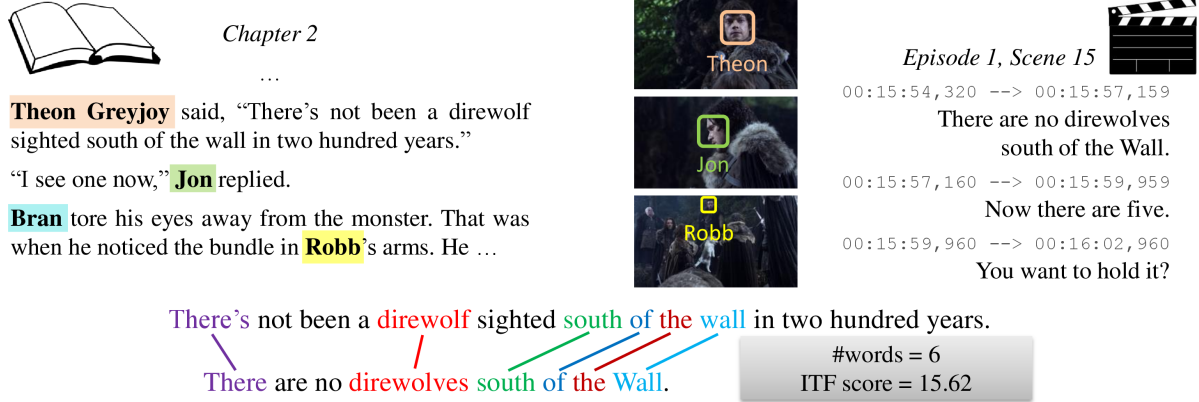 Chapter 2
…
Theon Greyjoy said, “There’s not been a direwolf
sighted south of the wall in two hundred years.”
“I see one now,” Jon replied.
Bran tore his eyes away from the monster. That was
when he noticed the bundle in Robb’s arms. He …
Theon
Jon
Robb
Episode 1, Scene 15
00:15:54,320 --> 00:15:57,159
There are no direwolves
south of the Wall.
00:15:57,160 --> 00:15:59,959
Now there are five.
00:15:59,960 --> 00:16:02,960
You want to hold it?
There’s not been a direwolf sighted south of the wall in two hundred years.
There are no direwolves south of the Wall.
#words = 6
ITF score = 15.62